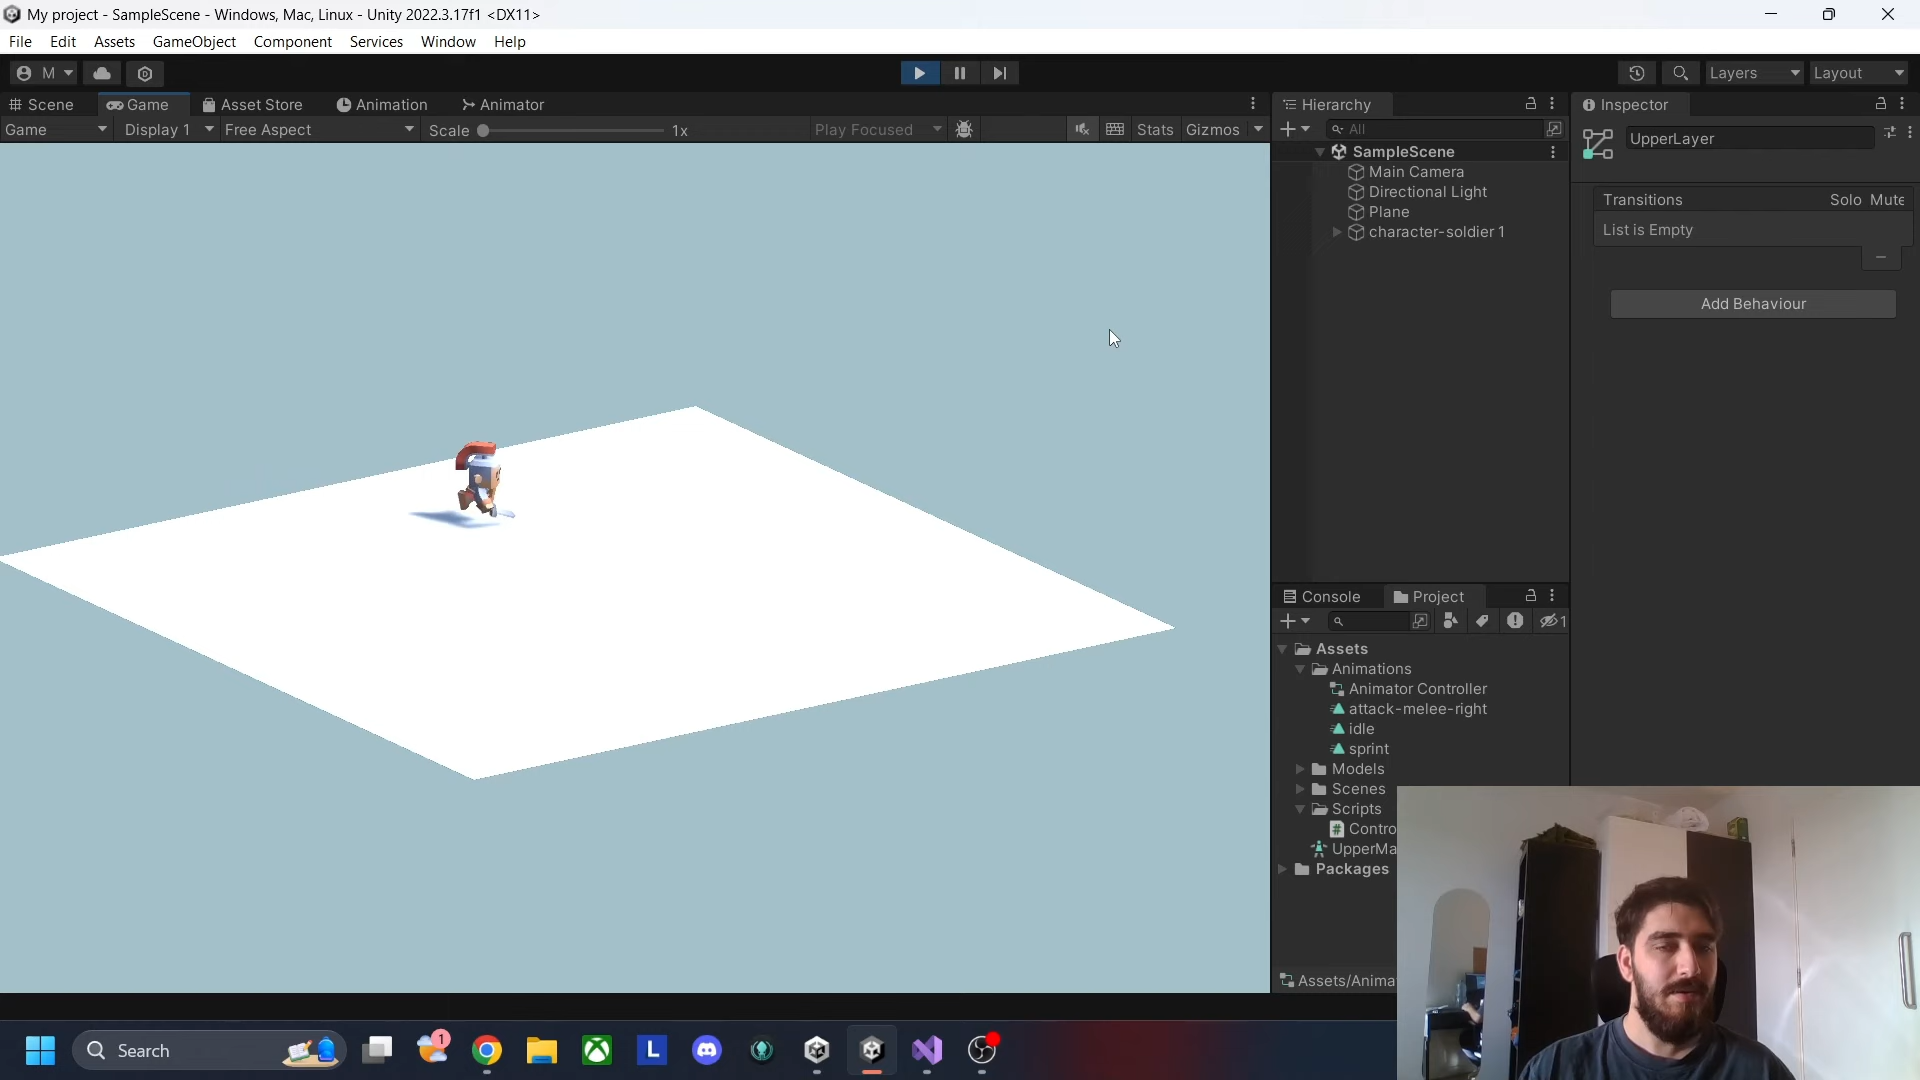 My project - SampleScene - Windows, Mac, Linux - Unity 2022.3.17f1 <DX11>
File Edit Assets GameObject Component Services Window Help
M Layers Layout
Scene Game Asset Store Animation Animator
Game Display 1 Free Aspect Scale 1x Play Focused Stats Gizmos
Hierarchy
All
SampleScene
Main Camera
Directional Light
Plane
character-soldier 1
Inspector
UpperLayer
Transitions Solo Mute
List is Empty
Add Behaviour
Console Project
1
Assets
Animations
Animator Controller
attack-melee-right
idle
sprint
Models
Scenes
Scripts
Contro
UpperMa
Packages
Assets/Anima
Search 1 L